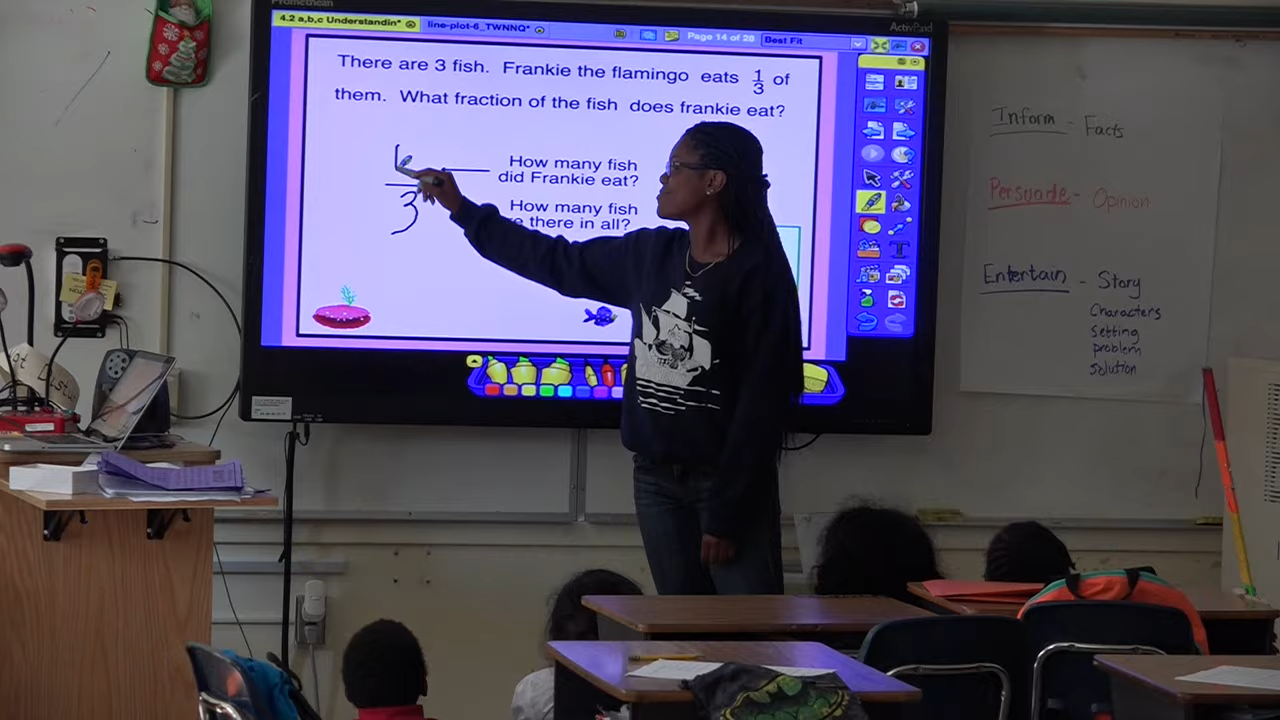 Promethean
ActivPanel
4.2 a,b,c Understandin*
line-plot-6_TWNNQ*
Page 14 of 28
Best Fit
There are 3 fish. Frankie the flamingo eats 1/3 of
them. What fraction of the fish does frankie eat?
How many fish
did Frankie eat?
3
How many fish
there in all?
Inform - Facts
Persuade - Opinion
Entertain - Story
Characters
setting
problem
solution